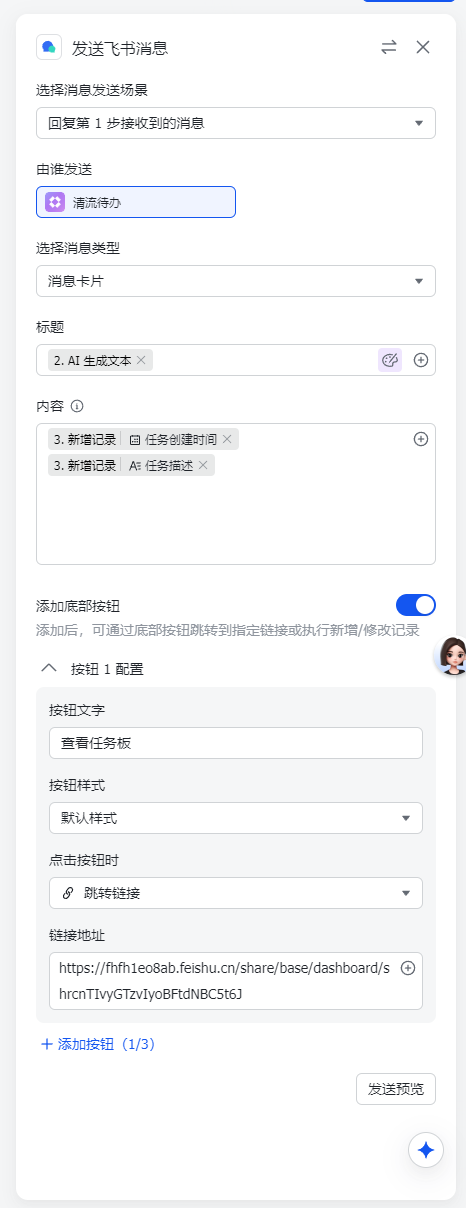 发送飞书消息
选择消息发送场景
回复第 1 步接收到的消息
由谁发送
清流待办
选择消息类型
消息卡片
标题
2. AI 生成文本
内容
3. 新增记录 任务创建时间
3. 新增记录 任务描述
添加底部按钮
添加后，可通过底部按钮跳转到指定链接或执行新增/修改记录
按钮 1 配置
按钮文字
查看任务板
按钮样式
默认样式
点击按钮时
跳转链接
链接地址
https://fhfh1eo8ab.feishu.cn/share/base/dashboard/s
hrcnTIvyGTzvIyoBFtdNBC5t6J
添加按钮（1/3）
发送预览